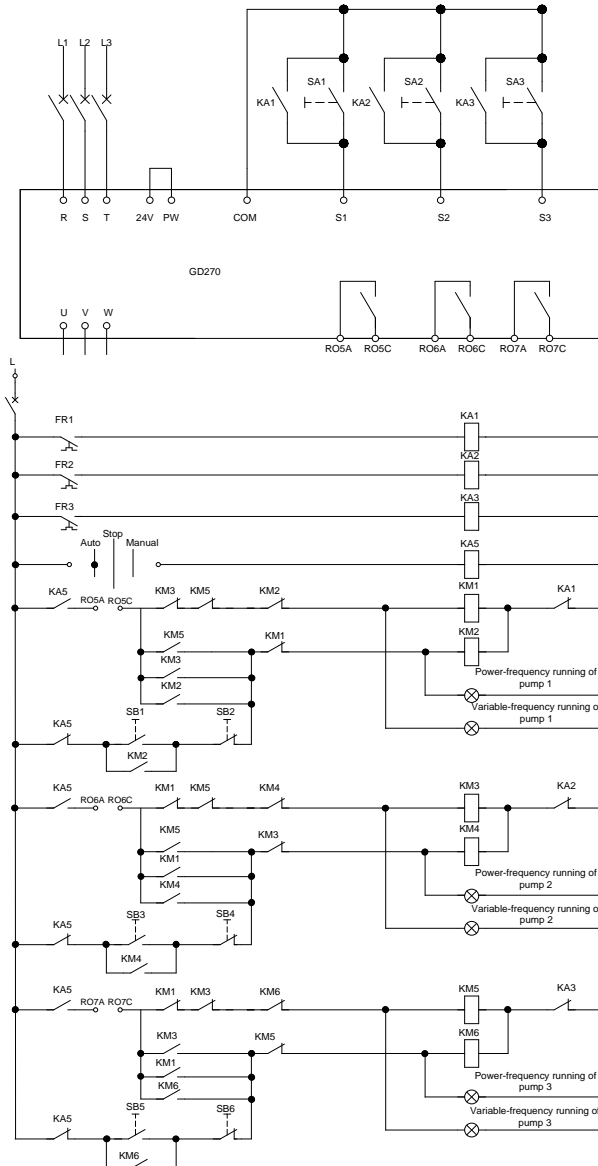 L1 L2 L3
SA1 SA2 SA3
KA1 KA2 KA3
R S T 24V PW COM S1 S2 S3
GD270
U V W
RO5A RO5C RO6A RO6C RO7A RO7C
L
FR1 KA1
FR2 KA2
FR3 KA3
Stop
Auto Manual KA5
KA5 RO5A RO5C KM3 KM5 KM2 KM1 KA1
KM5 KM1 KM2
KM3
Power-frequency running of
pump 1
KM2
Variable-frequency running o
pump 1
SB1 SB2
KA5
KM2
KA5 RO6A RO6C KM1 KM5 KM4 KM3 KA2
KM5 KM3 KM4
KM1
Power-frequency running of
pump 2
KM4
Variable-frequency running o
pump 2
SB3 SB4
KA5
KM4
KA5 RO7A RO7C KM1 KM3 KM6 KM5 KA3
KM3 KM5 KM6
KM1
Power-frequency running of
pump 3
KM6
Variable-frequency running of
pump 3
SB5 SB6
KA5
KM6